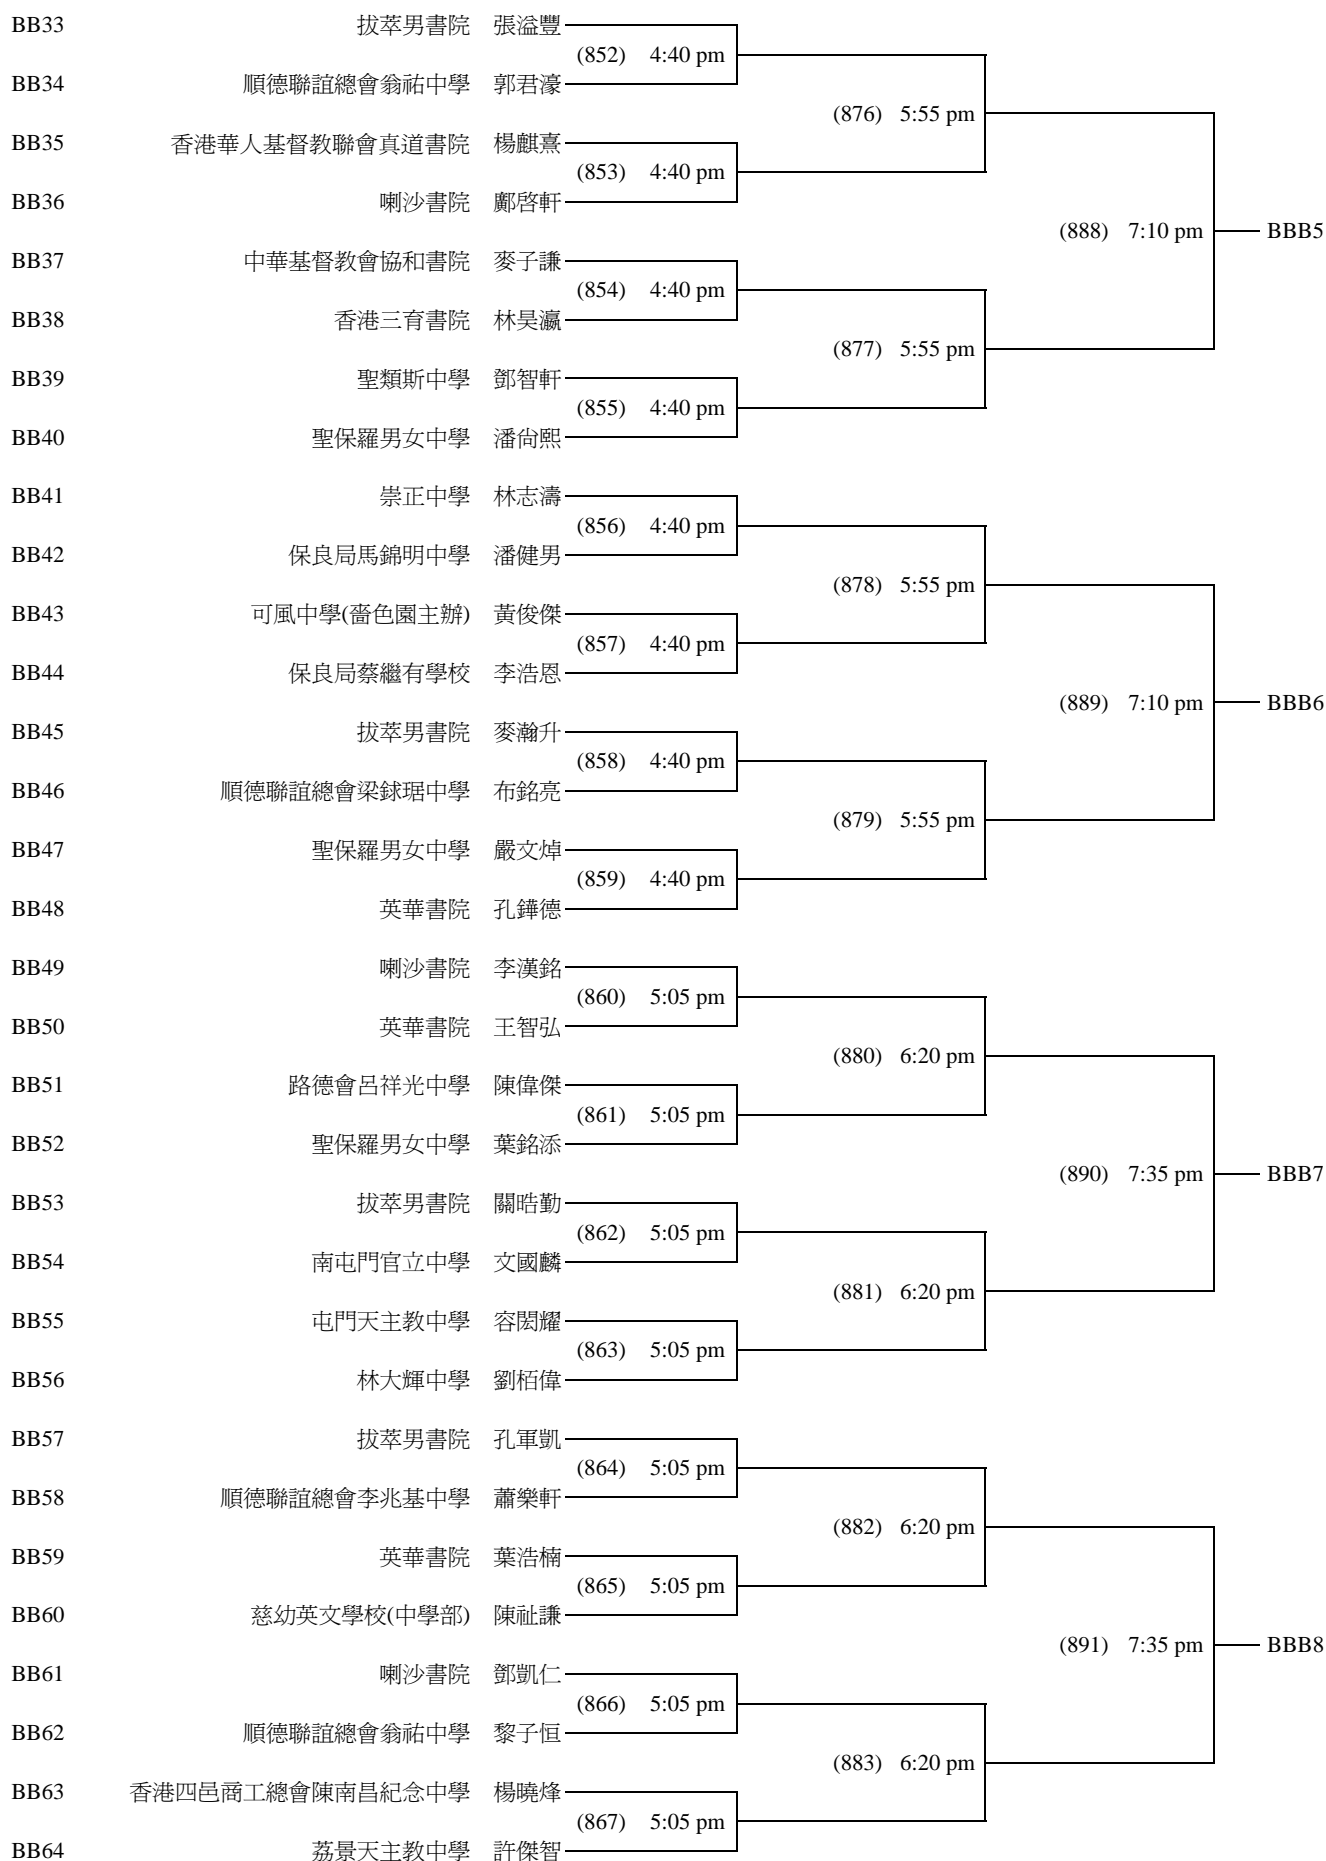 BB33 拔萃男書院 張溢豐
(852) 4:40 pm
BB34 順德聯誼總會翁祐中學 郭君濠
(876) 5:55 pm
BB35 香港華人基督教聯會真道書院 楊麒熹
(853) 4:40 pm
BB36 喇沙書院 鄺啓軒
(888) 7:10 pm BBB5
BB37 中華基督教會協和書院 麥子謙
(854) 4:40 pm
BB38 香港三育書院 林昊瀛
(877) 5:55 pm
BB39 聖類斯中學 鄧智軒
(855) 4:40 pm
BB40 聖保羅男女中學 潘尙熙
BB41 崇正中學 林志濤
(856) 4:40 pm
BB42 保良局馬錦明中學 潘健男
(878) 5:55 pm
BB43 可風中學(嗇色園主辦) 黃俊傑
(857) 4:40 pm
BB44 保良局蔡繼有學校 李浩恩
(889) 7:10 pm BBB6
BB45 拔萃男書院 麥瀚升
(858) 4:40 pm
BB46 順德聯誼總會梁銶琚中學 布銘亮
(879) 5:55 pm
BB47 聖保羅男女中學 嚴文焯
(859) 4:40 pm
BB48 英華書院 孔鏵德
BB49 喇沙書院 李漢銘
(860) 5:05 pm
BB50 英華書院 王智弘
(880) 6:20 pm
BB51 路德會呂祥光中學 陳偉傑
(861) 5:05 pm
BB52 聖保羅男女中學 葉銘添
(890) 7:35 pm BBB7
BB53 拔萃男書院 關晧勤
(862) 5:05 pm
BB54 南屯門官立中學 文國麟
(881) 6:20 pm
BB55 屯門天主教中學 容閎耀
(863) 5:05 pm
BB56 林大輝中學 劉栢偉
BB57 拔萃男書院 孔軍凱
(864) 5:05 pm
BB58 順德聯誼總會李兆基中學 蕭樂軒
(882) 6:20 pm
BB59 英華書院 葉浩楠
(865) 5:05 pm
BB60 慈幼英文學校(中學部) 陳祉謙
(891) 7:35 pm BBB8
BB61 喇沙書院 鄧凱仁
(866) 5:05 pm
BB62 順德聯誼總會翁祐中學 黎子恒
(883) 6:20 pm
BB63 香港四邑商工總會陳南昌紀念中學 楊曉烽
(867) 5:05 pm
BB64 荔景天主教中學 許傑智